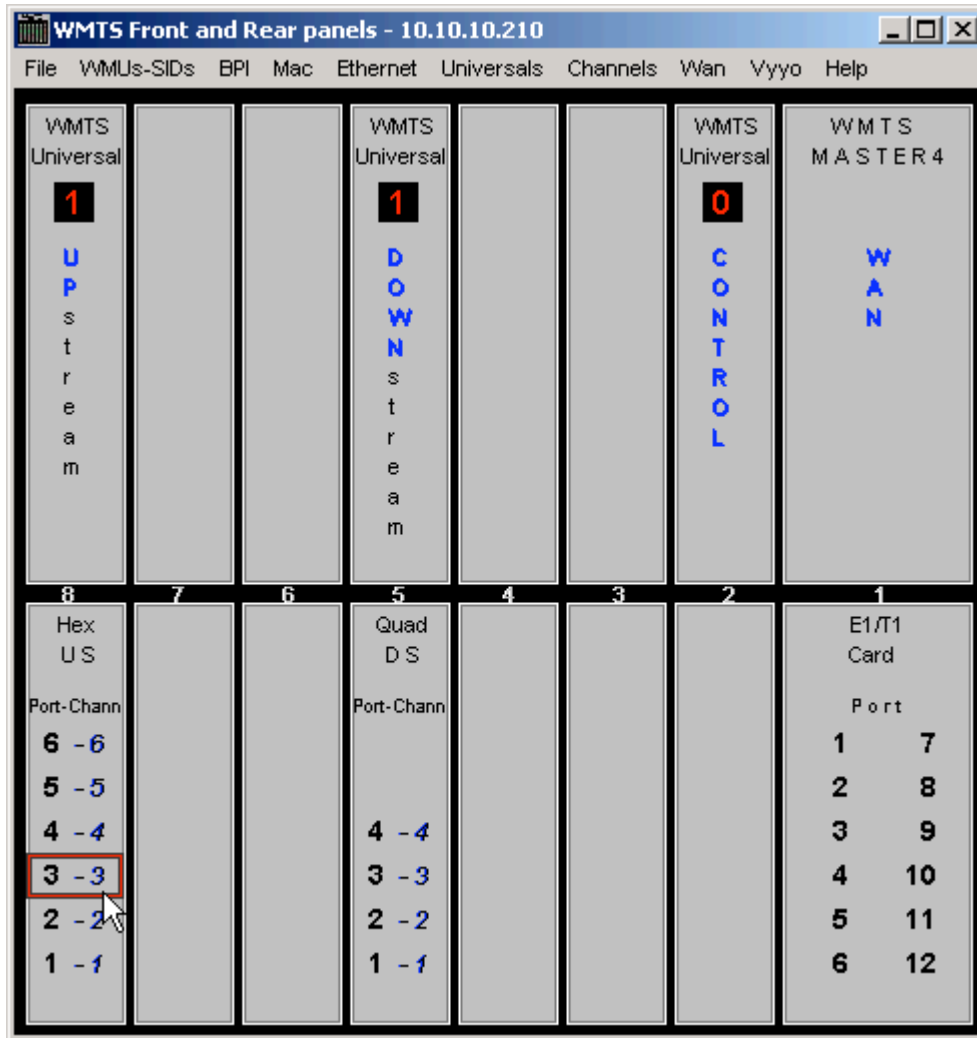 WMTS Front and Rear panels - 10.10.10.210
File WMUs-SIDs BPI Mac Ethernet Universals Channels Wan Vyyo Help
WMTS
Universal
1
UPstream
WMTS
Universal
1
DOWNstream
WMTS
Universal
0
CONTROL
WMTS
MASTER4
WAN
8 7 6 5 4 3 2 1
Hex
US
Port-Chann
6 -6
5 -5
4 -4
3 -3
2 -2
1 -1
Quad
DS
Port-Chann
4 -4
3 -3
2 -2
1 -1
E1/T1
Card
Port
1 7
2 8
3 9
4 10
5 11
6 12